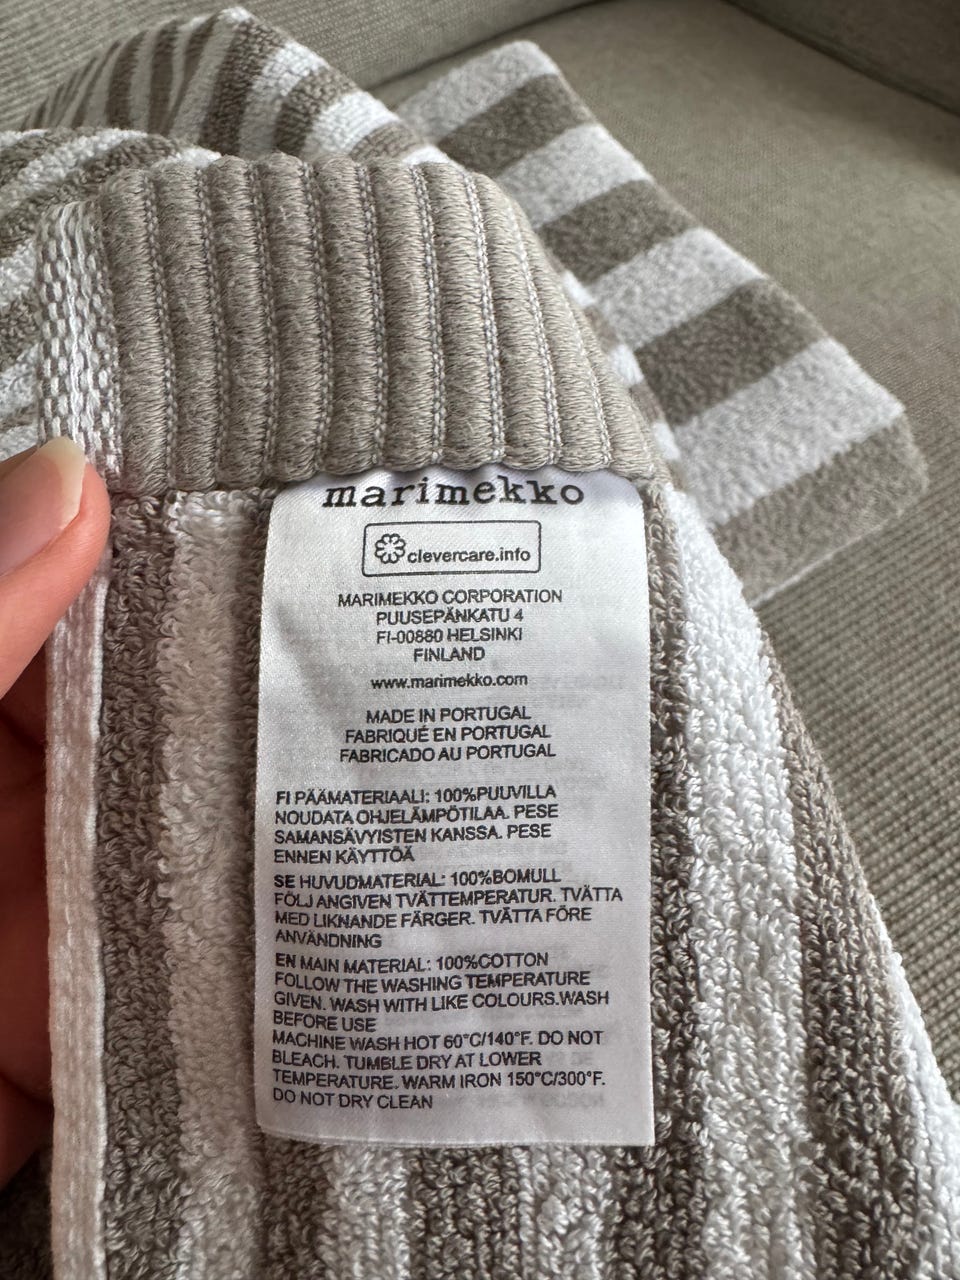 marimekko
clevercare.info
MARIMEKKO CORPORATION
PUUSEPÄNKATU 4
FI-00880 HELSINKI
FINLAND
www.marimekko.com
MADE IN PORTUGAL
FABRIQUÉ EN PORTUGAL
FABRICADO AU PORTUGAL
FI PÄÄMATERIAALI: 100%PUUVILLA
NOUDATA OHJELÄMPÖTILAA. PESE
SAMANSÄVYISTEN KANSSA. PESE
ENNEN KÄYTTÖÄ
SE HUVUDMATERIAL: 100%BOMULL
FÖLJ ANGIVEN TVÄTTEMPERATUR. TVÄTTA
MED LIKNANDE FÄRGER. TVÄTTA FÖRE
ANVÄNDNING
EN MAIN MATERIAL: 100%COTTON
FOLLOW THE WASHING TEMPERATURE
GIVEN. WASH WITH LIKE COLOURS.WASH
BEFORE USE
MACHINE WASH HOT 60°C/140°F. DO NOT
BLEACH. TUMBLE DRY AT LOWER
TEMPERATURE. WARM IRON 150°C/300°F.
DO NOT DRY CLEAN